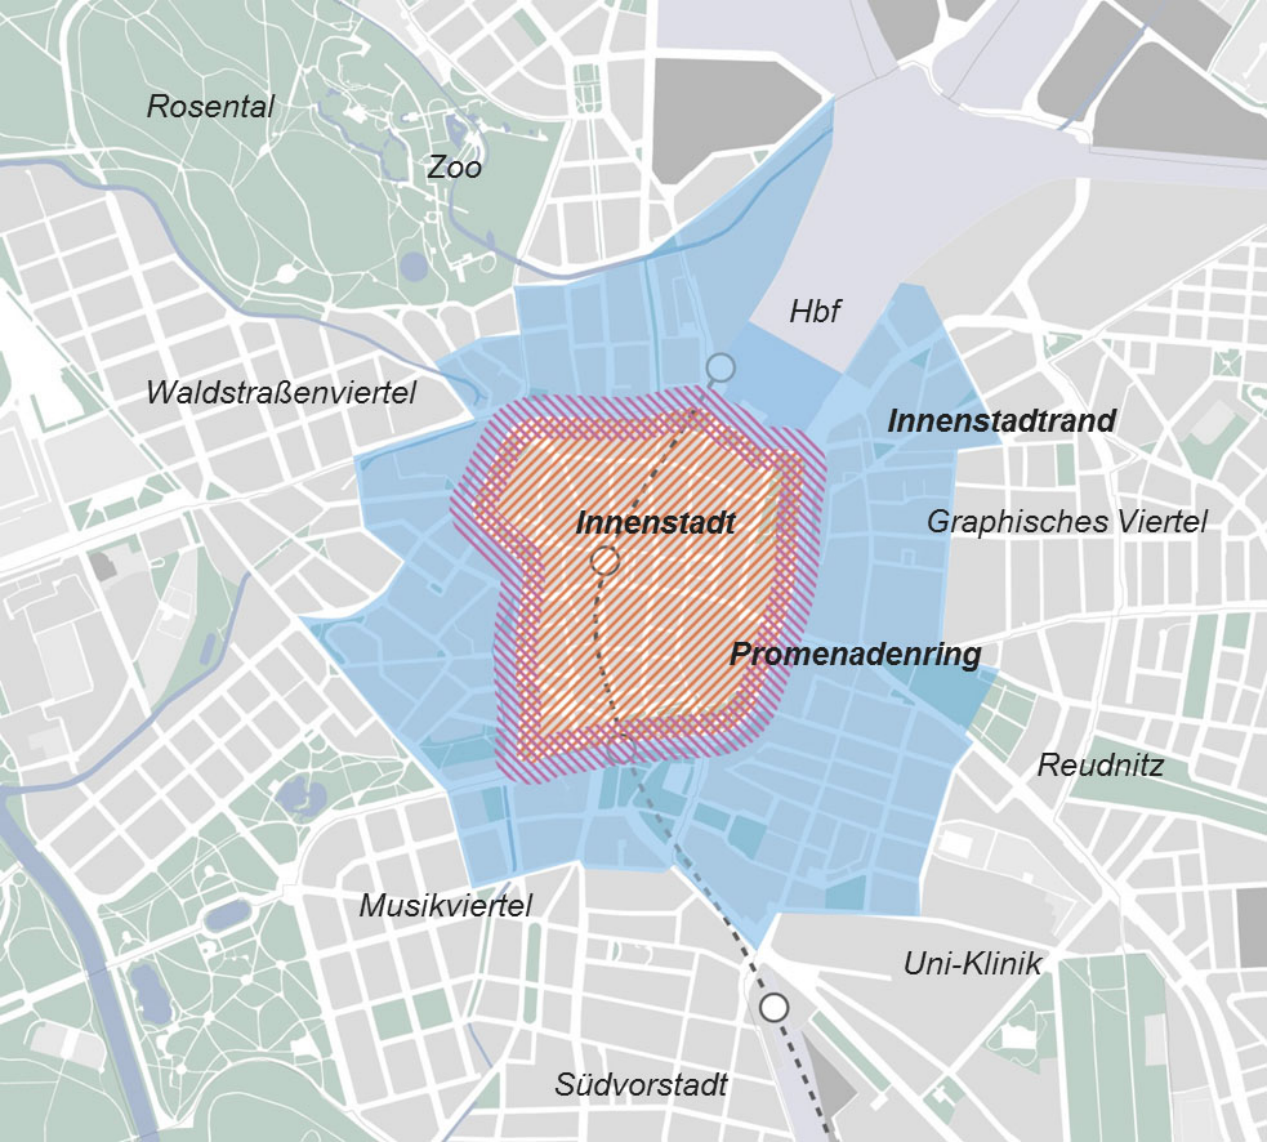 Rosental
Zoo
Hbf
Waldstraßenviertel
Innenstadtrand
Innenstadt
Graphisches Viertel
Promenadenring
Reudnitz
Musikviertel
Uni-Klinik
Südvorstadt